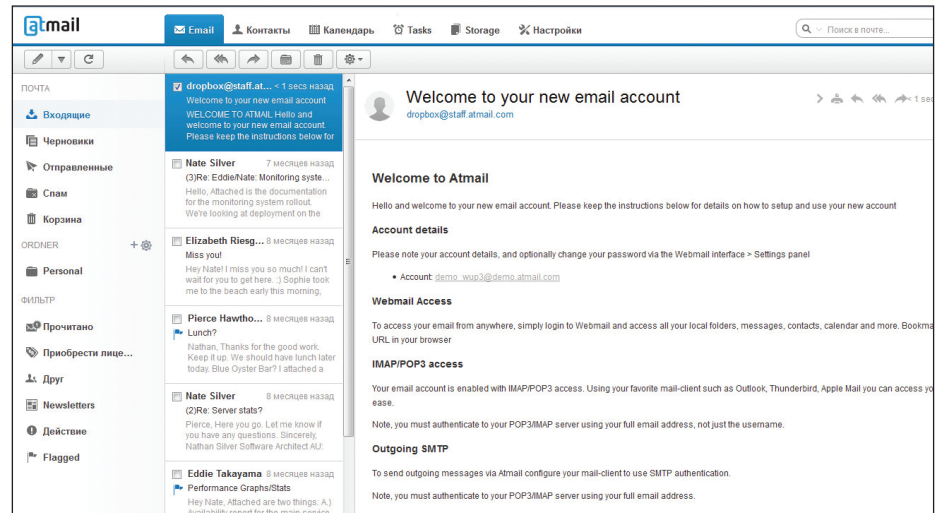 atmail
Email Контакты Календарь Tasks Storage Настройки
Поиск в почте...
ПОЧТА
Входящие
Черновики
Отправленные
Спам
Корзина
ORDNER
Personal
ФИЛЬТР
Прочитано
Приобрести лице...
Друг
Newsletters
Действие
Flagged
dropbox@staff.at... < 1 secs назад
Welcome to your new email account
WELCOME TO ATMAIL Hello and
welcome to your new email account.
Please keep the instructions below for
Nate Silver 7 месяцев назад
(3)Re: Eddie/Nate: Monitoring syste...
Hello, Attached is the documentation
for the monitoring system rollout.
We're looking at deployment on the
Elizabeth Riesg... 8 месяцев назад
Miss you!
Hey Nate! I miss you so much! I can't
wait for you to get here. :) Sophie took
me to the beach early this morning,
Pierce Hawtho... 8 месяцев назад
Lunch?
Nathan, Thanks for the good work.
Keep it up. We should have lunch later
today. Blue Oyster Bar? I attached a
Nate Silver 8 месяцев назад
(2)Re: Server stats?
Pierce, Here you go. Let me know if
you have any questions. Sincerely,
Nathan Silver Software Architect AU:
Eddie Takayama 8 месяцев назад
Performance Graphs/Stats
Hey Nate, Attached are two things: A.)
Availability report for the main service
Welcome to your new email account
dropbox@staff.atmail.com
< 1 sec
Welcome to Atmail
Hello and welcome to your new email account. Please keep the instructions below for details on how to setup and use your new account
Account details
Please note your account details, and optionally change your password via the Webmail interface > Settings panel
• Account: demo_wup3@demo.atmail.com
Webmail Access
To access your email from anywhere, simply login to Webmail and access all your local folders, messages, contacts, calendar and more. Bookma
URL in your browser
IMAP/POP3 access
Your email account is enabled with IMAP/POP3 access. Using your favorite mail-client such as Outlook, Thunderbird, Apple Mail you can access yo
ease.
Note, you must authenticate to your POP3/IMAP server using your full email address, not just the username.
Outgoing SMTP
To send outgoing messages via Atmail configure your mail-client to use SMTP authentication.
Note, you must authenticate to your POP3/IMAP server using your full email address.